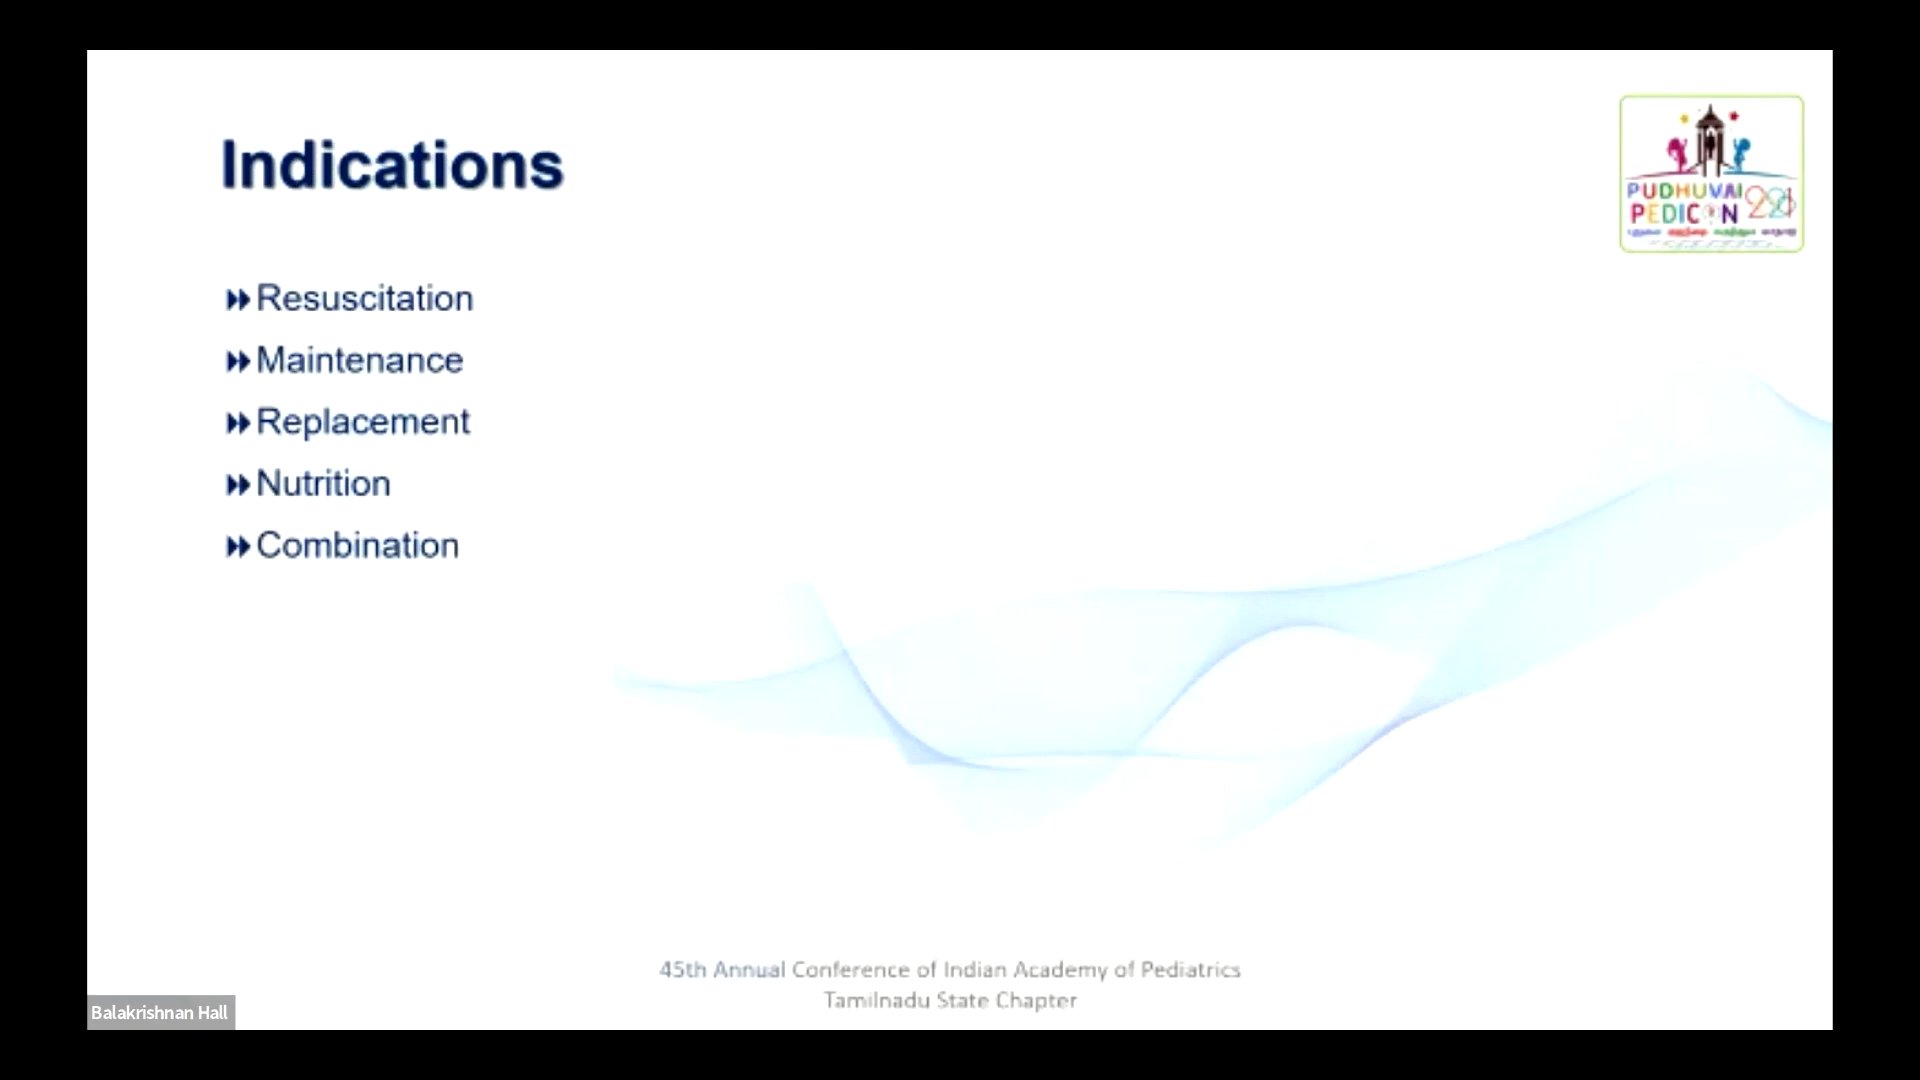 Indications
Resuscitation
Maintenance
Replacement
Nutrition
Combination
PUDHUVAI
PEDICON 2021
45th Annual Conference of Indian Academy of Pediatrics
Tamilnadu State Chapter
Balakrishnan Hall